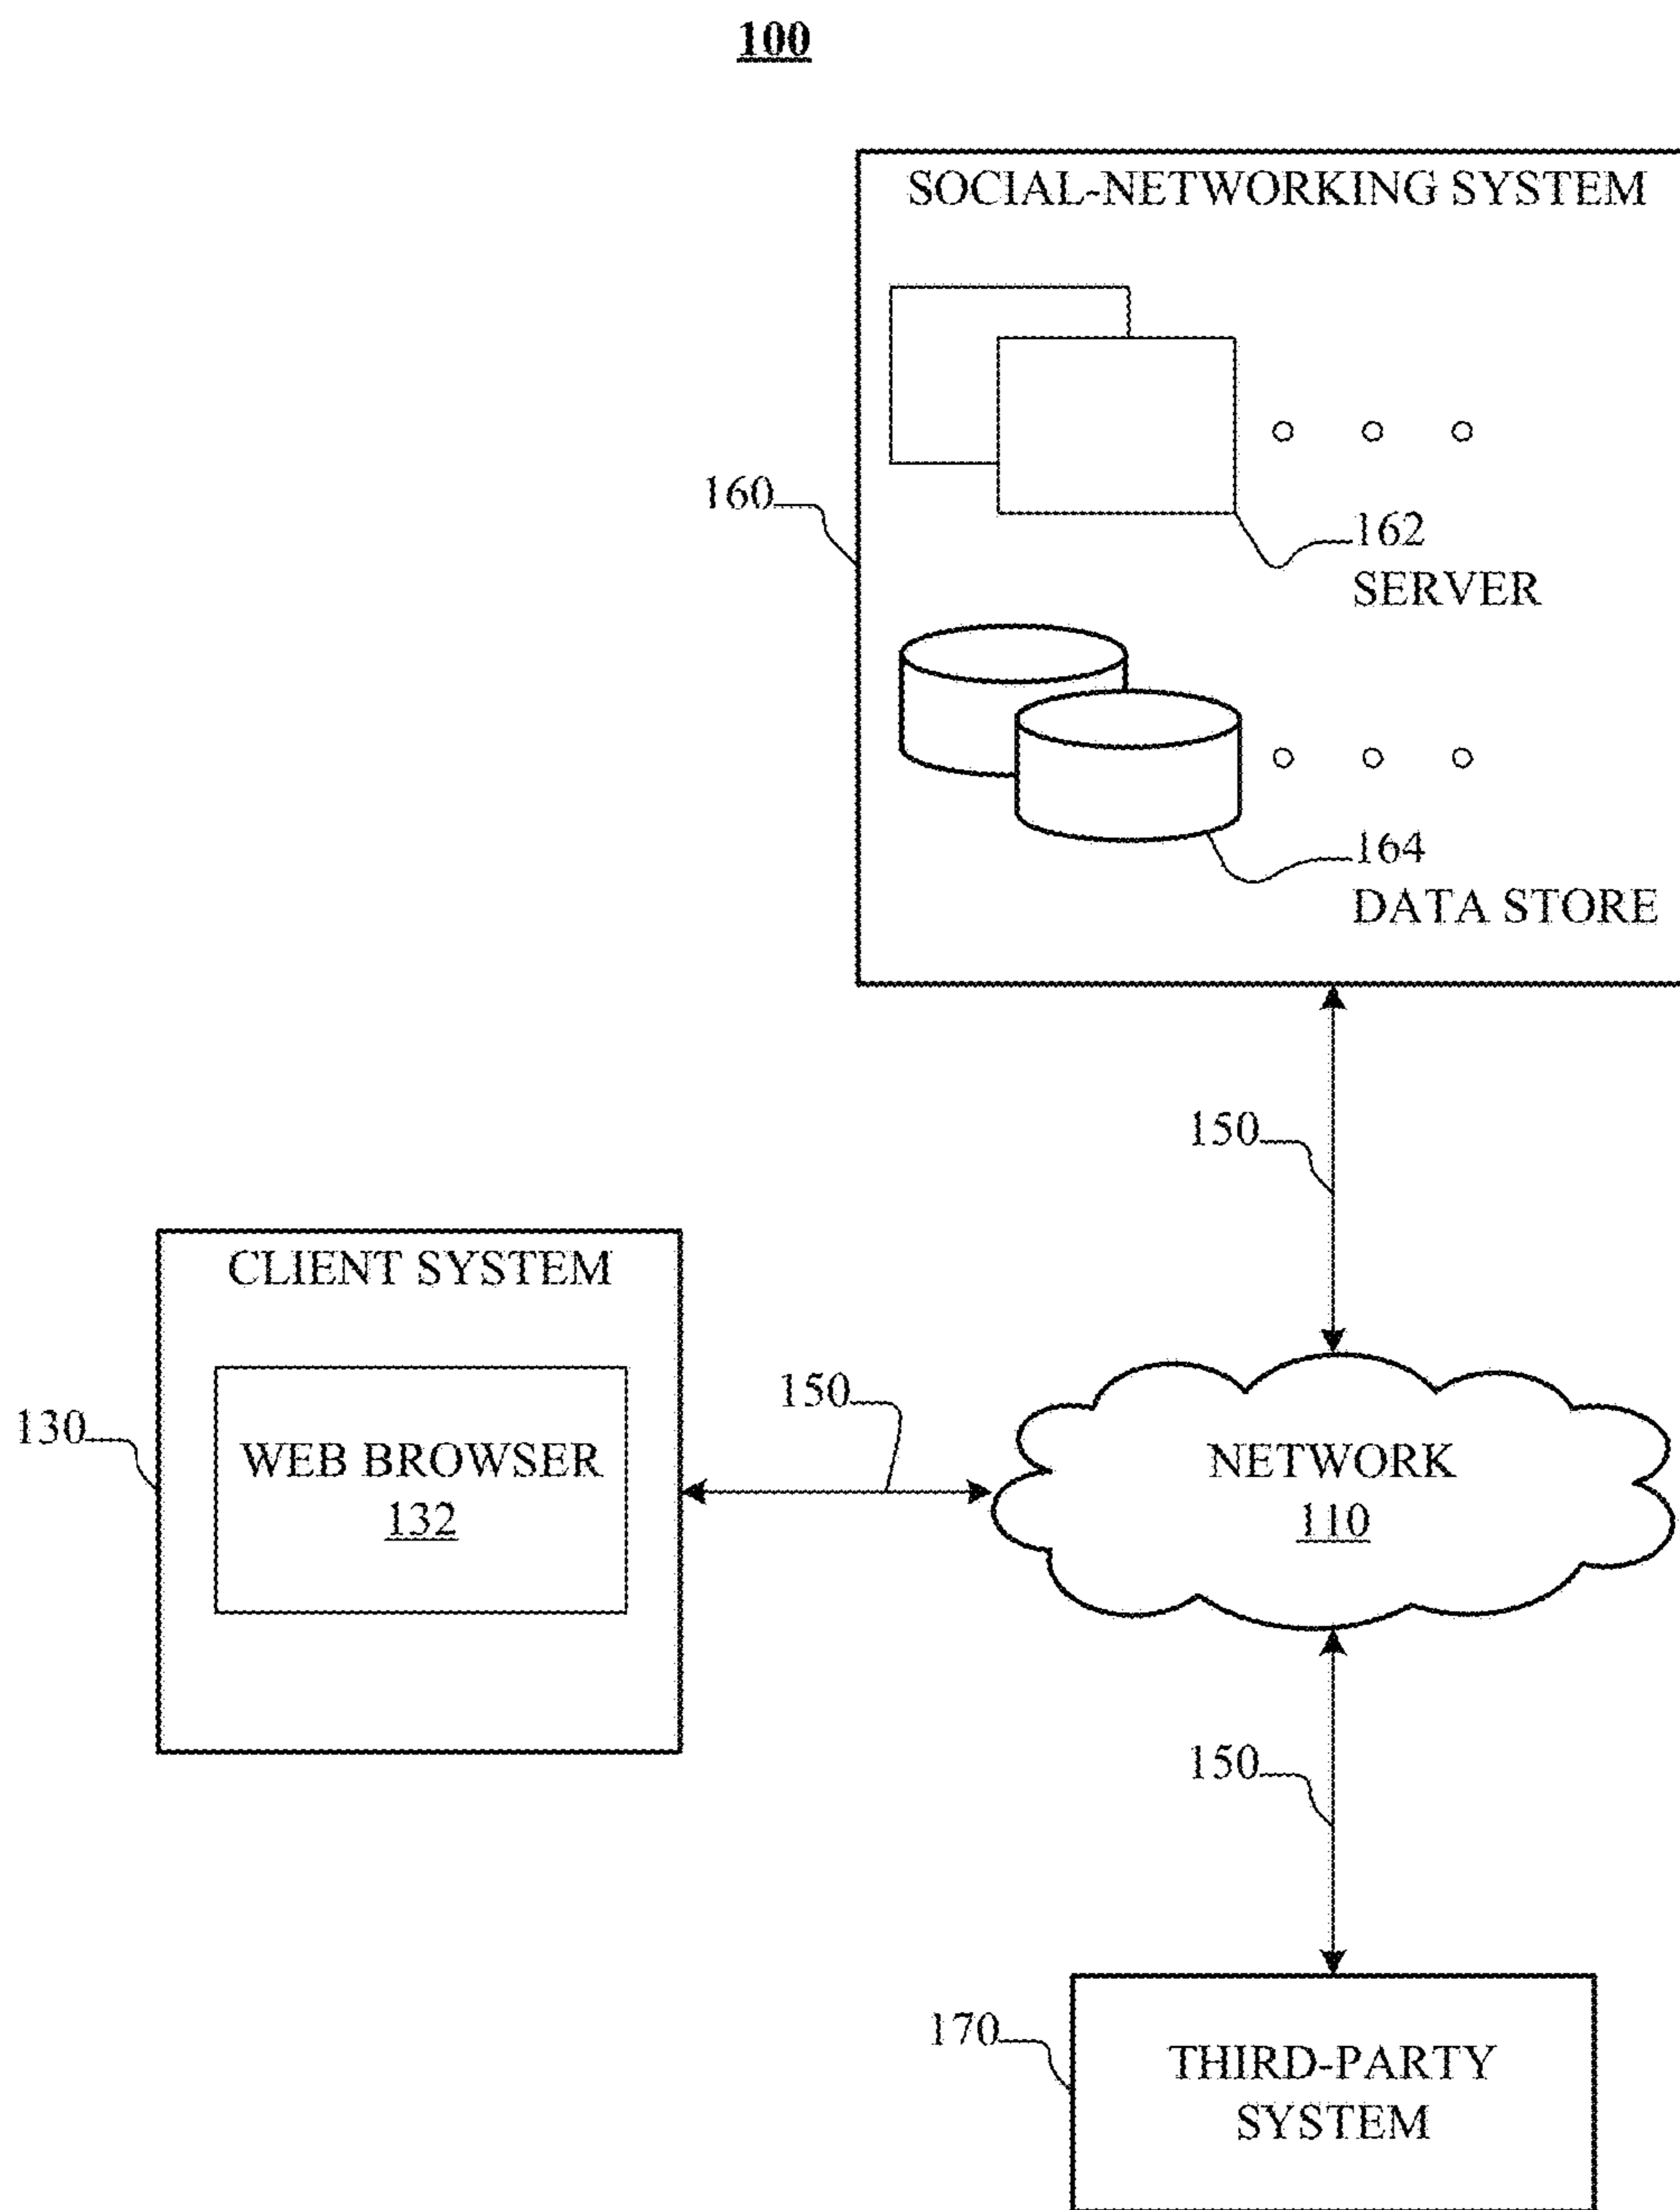 100
SOCIAL-NETWORKING SYSTEM
160
162
SERVER
164
DATA STORE
150
CLIENT SYSTEM
130
WEB BROWSER
132
150
NETWORK
110
150
170
THIRD-PARTY
SYSTEM